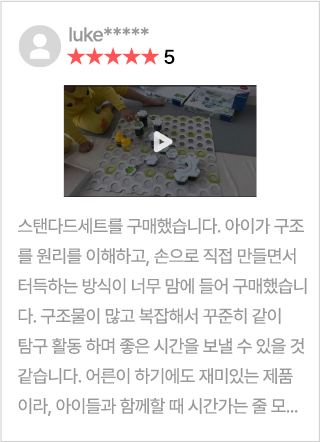 luke*****
★★★★★ 5
스탠다드세트를 구매했습니다. 아이가 구조
를 원리를 이해하고, 손으로 직접 만들면서
터득하는 방식이 너무 맘에 들어 구매했습니
다. 구조물이 많고 복잡해서 꾸준히 같이
탐구 활동 하며 좋은 시간을 보낼 수 있을 것
같습니다. 어른이 하기에도 재미있는 제품
이라, 아이들과 함께할 때 시간가는 줄 모...